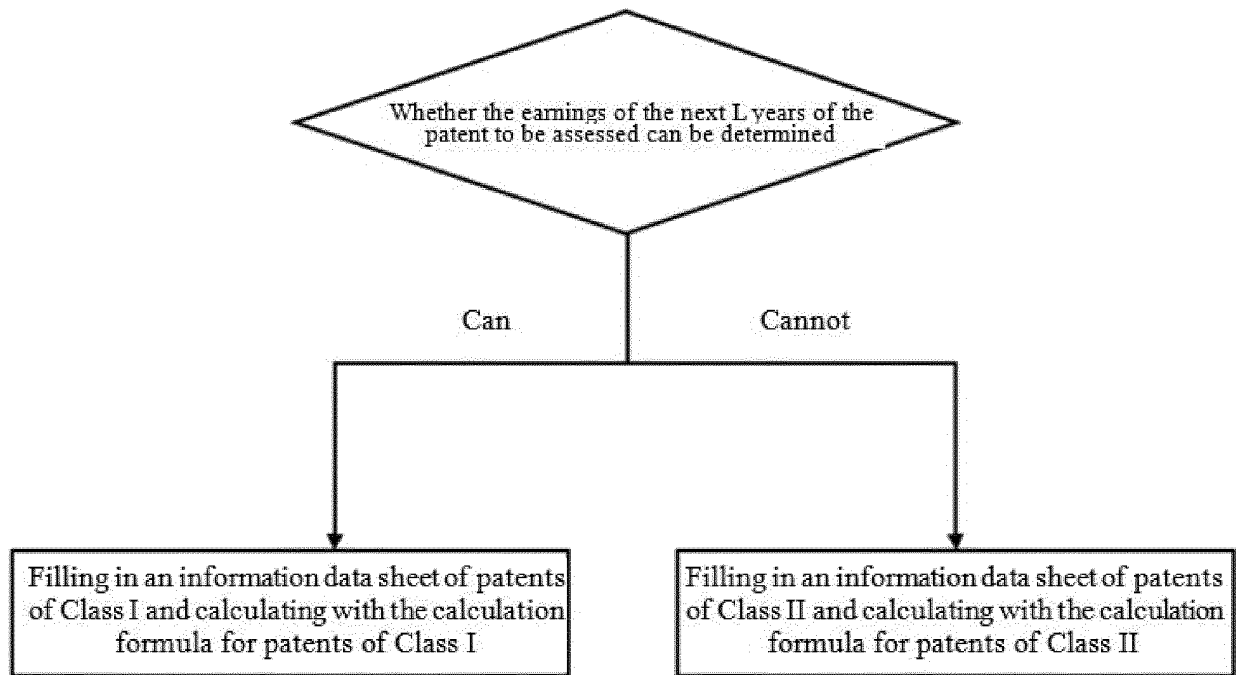 Whether the earnings of the next L years of the
patent to be assessed can be determined
Can
Cannot
Filling in an information data sheet of patents
of Class I and calculating with the calculation
formula for patents of Class I
Filling in an information data sheet of patents
of Class II and calculating with the calculation
formula for patents of Class II